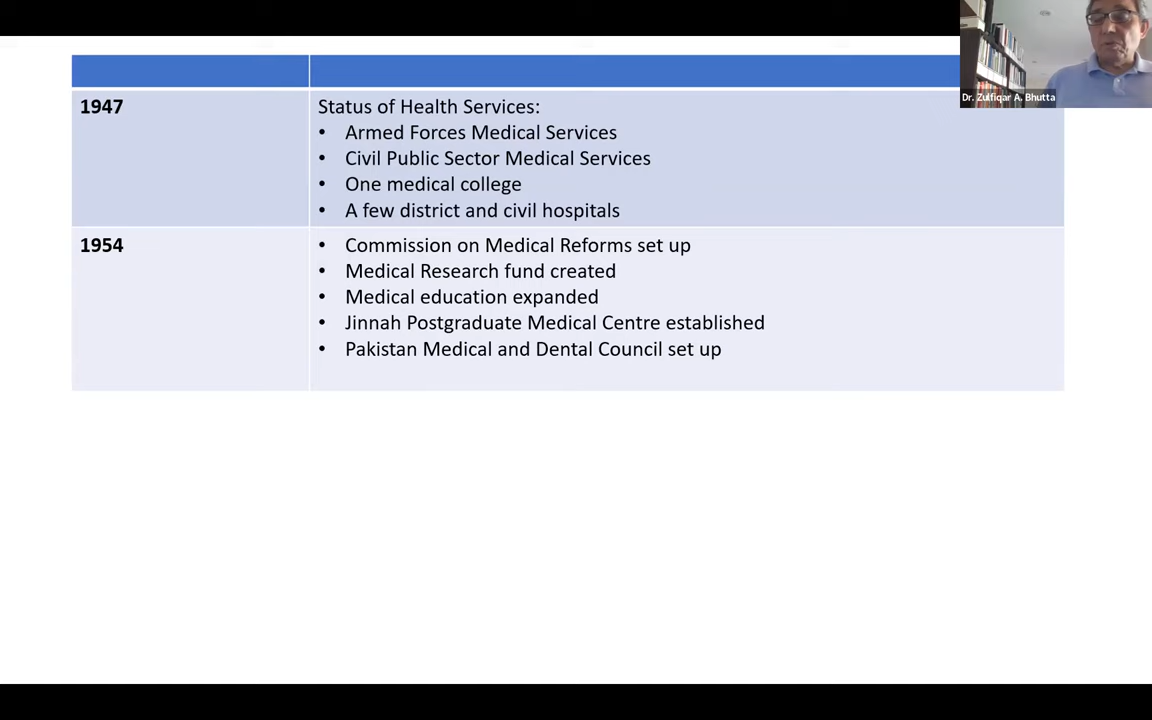 Dr. Zulfiqar A. Bhutta
1947
Status of Health Services:
• Armed Forces Medical Services
• Civil Public Sector Medical Services
• One medical college
• A few district and civil hospitals
1954
• Commission on Medical Reforms set up
• Medical Research fund created
• Medical education expanded
• Jinnah Postgraduate Medical Centre established
• Pakistan Medical and Dental Council set up